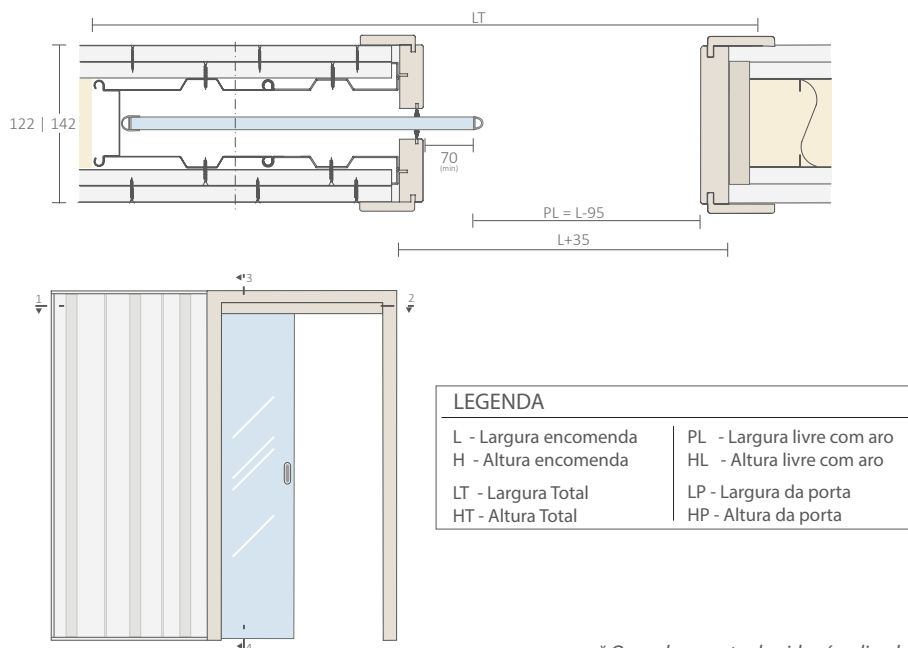 LT
122 | 142
70
(min)
PL = L-95
L+35
3
1
2
LEGENDA
L - Largura encomenda
H - Altura encomenda
LT - Largura Total
HT - Altura Total
PL - Largura livre com aro
HL - Altura livre com aro
LP - Largura da porta
HP - Altura da porta
4